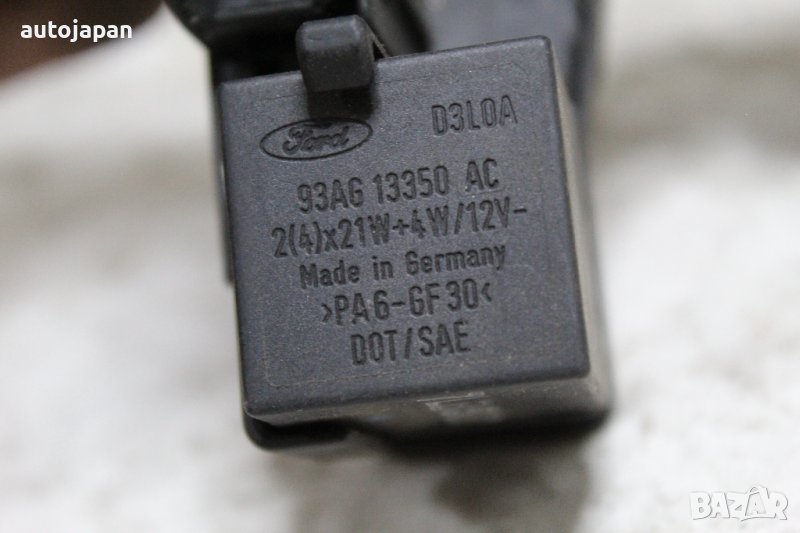 autojapan
Ford
D3L0A
93AG 13350 AC
2(4)x21W+4W/12V-
Made in Germany
>PA6-GF30<
DOT/SAE
BAZAR